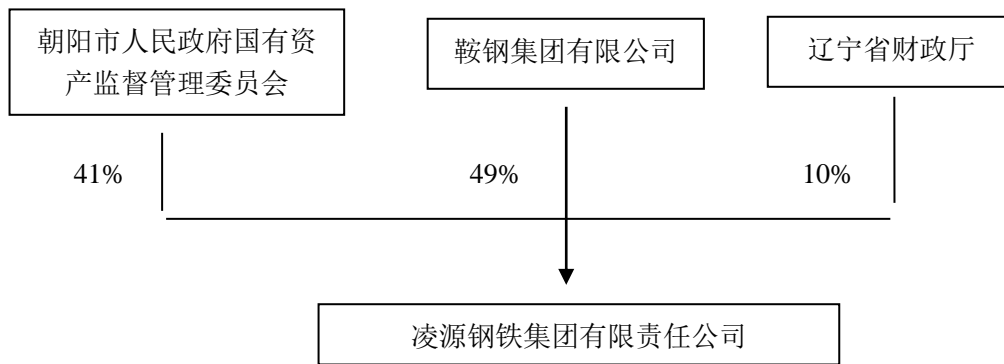 朝阳市人民政府国有资
产监督管理委员会
鞍钢集团有限公司
辽宁省财政厅
41%
49%
10%
凌源钢铁集团有限责任公司